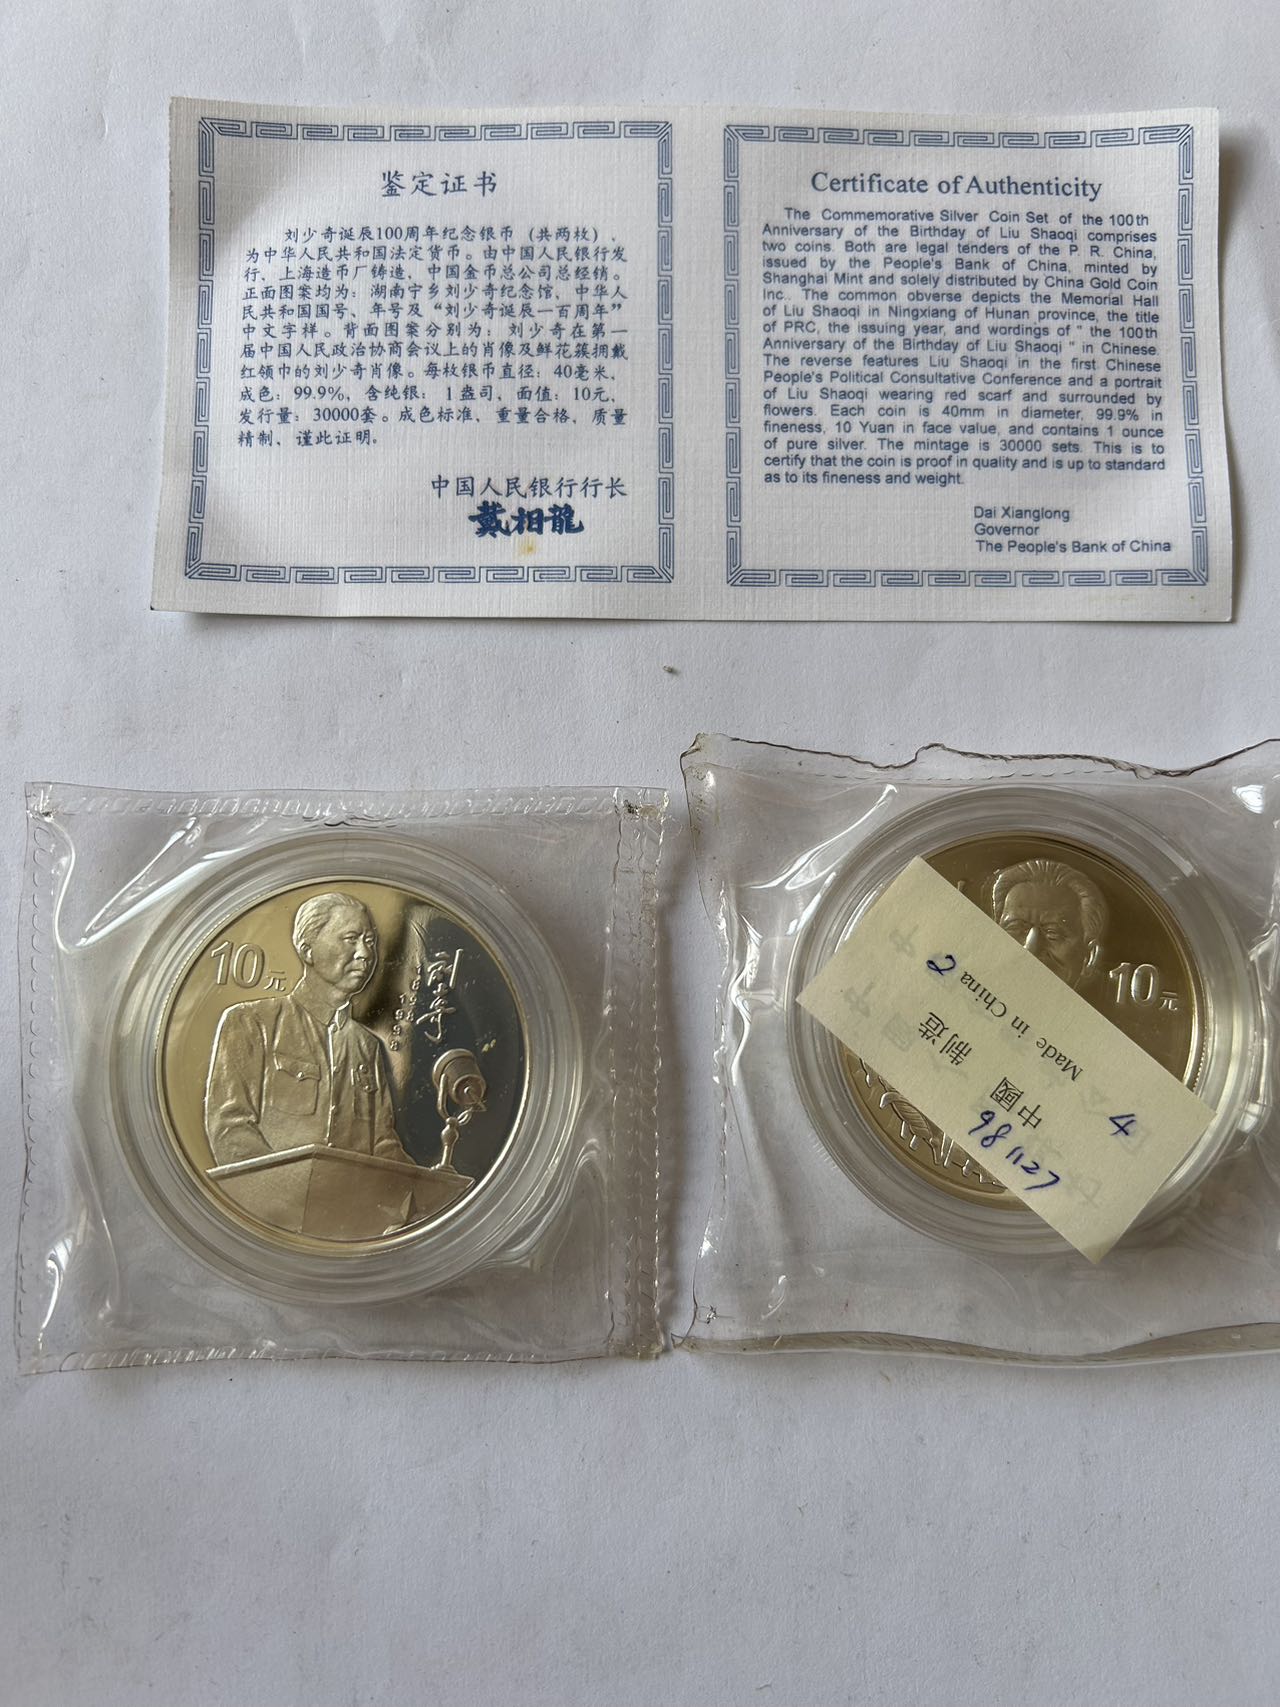 鉴定证书
刘少奇诞辰100周年纪念银币（共两枚），
为中华人民共和国法定货币。由中国人民银行发
行、上海造币厂铸造，中国金币总公司总经销。
正面图案均为：湖南宁乡刘少奇纪念馆，中华人
民共和国国号、年号及“刘少奇诞辰一百周年”
中文字样。背面图案分别为：刘少奇在第一
届中国人民政治协商会议上的肖像及鲜花簇拥戴
红领巾的刘少奇肖像。每枚银币直径：40毫米，
成色：99.9%，含纯银：1盎司，面值：10元，
发行量：30000套。成色标准，重量合格，质量
精制、谨此证明。
中国人民银行行长
戴相龍
Certificate of Authenticity
The Commemorative Silver Coin Set of the 100th
Anniversary of the Birthday of Liu Shaoqi comprises
two coins. Both are legal tenders of the P. R. China,
issued by the People's Bank of China, minted by
Shanghai Mint and solely distributed by China Gold Coin
Inc.. The common obverse depicts the Memorial Hall
of Liu Shaoqi in Ningxiang of Hunan province, the title
of PRC, the issuing year, and wordings of " the 100th
Anniversary of the Birthday of Liu Shaoqi " in Chinese.
The reverse features Liu Shaoqi in the first Chinese
People's Political Consultative Conference and a portrait
of Liu Shaoqi wearing red scarf and surrounded by
flowers. Each coin is 40mm in diameter, 99.9% in
fineness, 10 Yuan in face value, and contains 1 ounce
of pure silver. The mintage is 30000 sets. This is to
certify that the coin is proof in quality and is up to standard
as to its fineness and weight.
Dai Xianglong
Governor
The People's Bank of China
10元
1898-1998
10元
2
Made in China
中國 制造
981127
4